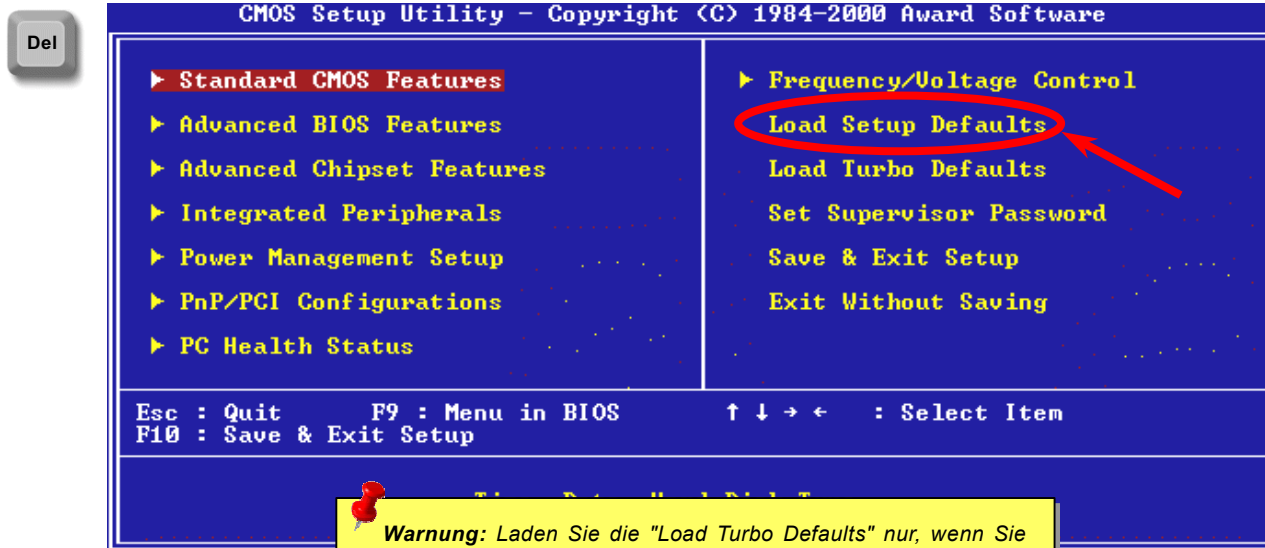 Del
CMOS Setup Utility – Copyright (C) 1984–2000 Award Software
Standard CMOS Features
Advanced BIOS Features
Advanced Chipset Features
Integrated Peripherals
Power Management Setup
PnP/PCI Configurations
PC Health Status
Frequency/Voltage Control
Load Setup Defaults
Load Turbo Defaults
Set Supervisor Password
Save & Exit Setup
Exit Without Saving
Esc : Quit F9 : Menu in BIOS ↑ ↓ → ← : Select Item
F10 : Save & Exit Setup
Warnung: Laden Sie die "Load Turbo Defaults" nur, wenn Sie